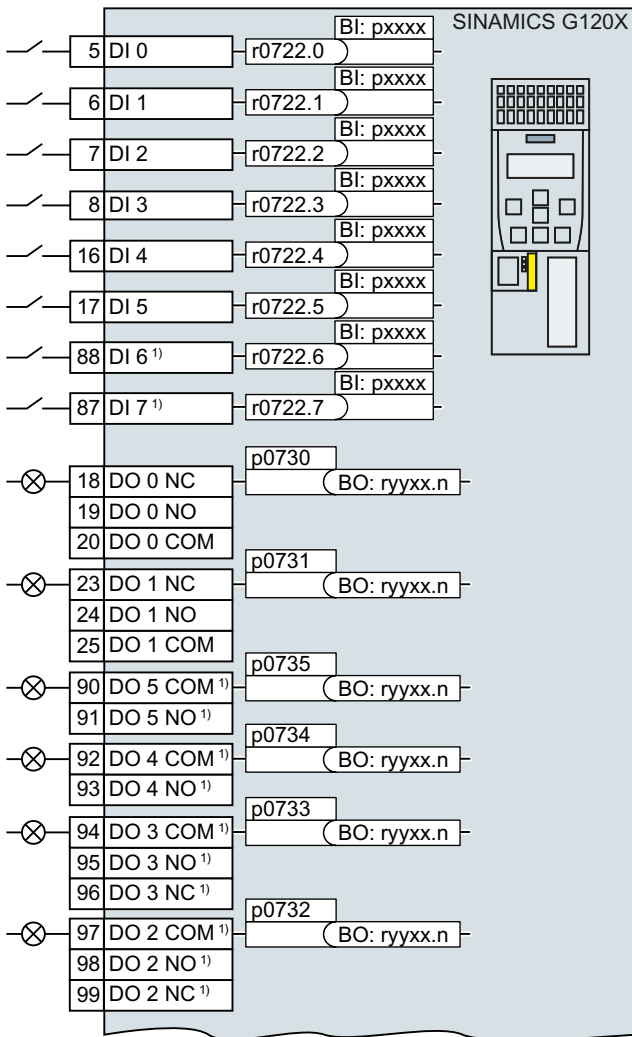 SINAMICS G120X
BI: pxxxx
5 DI 0 r0722.0
BI: pxxxx
6 DI 1 r0722.1
BI: pxxxx
7 DI 2 r0722.2
BI: pxxxx
8 DI 3 r0722.3
BI: pxxxx
16 DI 4 r0722.4
BI: pxxxx
17 DI 5 r0722.5
BI: pxxxx
88 DI 6 1) r0722.6
BI: pxxxx
87 DI 7 1) r0722.7
p0730
18 DO 0 NC BO: ryyxx.n
19 DO 0 NO
20 DO 0 COM
p0731
23 DO 1 NC BO: ryyxx.n
24 DO 1 NO
25 DO 1 COM
p0735
90 DO 5 COM 1) BO: ryyxx.n
91 DO 5 NO 1)
p0734
92 DO 4 COM 1) BO: ryyxx.n
93 DO 4 NO 1)
p0733
94 DO 3 COM 1) BO: ryyxx.n
95 DO 3 NO 1)
96 DO 3 NC 1)
p0732
97 DO 2 COM 1) BO: ryyxx.n
98 DO 2 NO 1)
99 DO 2 NC 1)